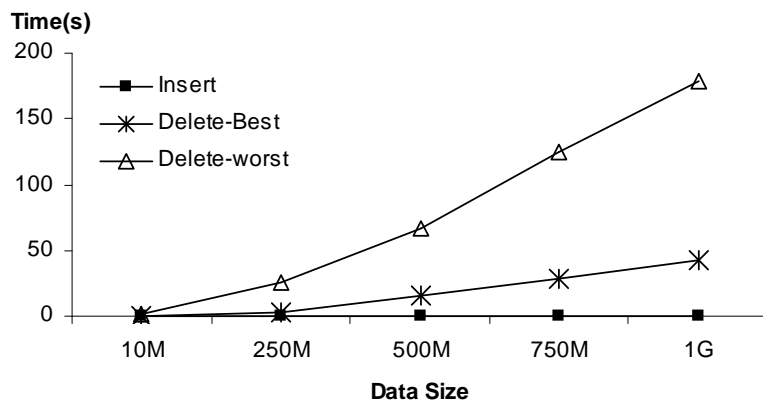 Time(s)
200
150
100
50
0
Insert
Delete-Best
Delete-worst
10M 250M 500M 750M 1G
Data Size